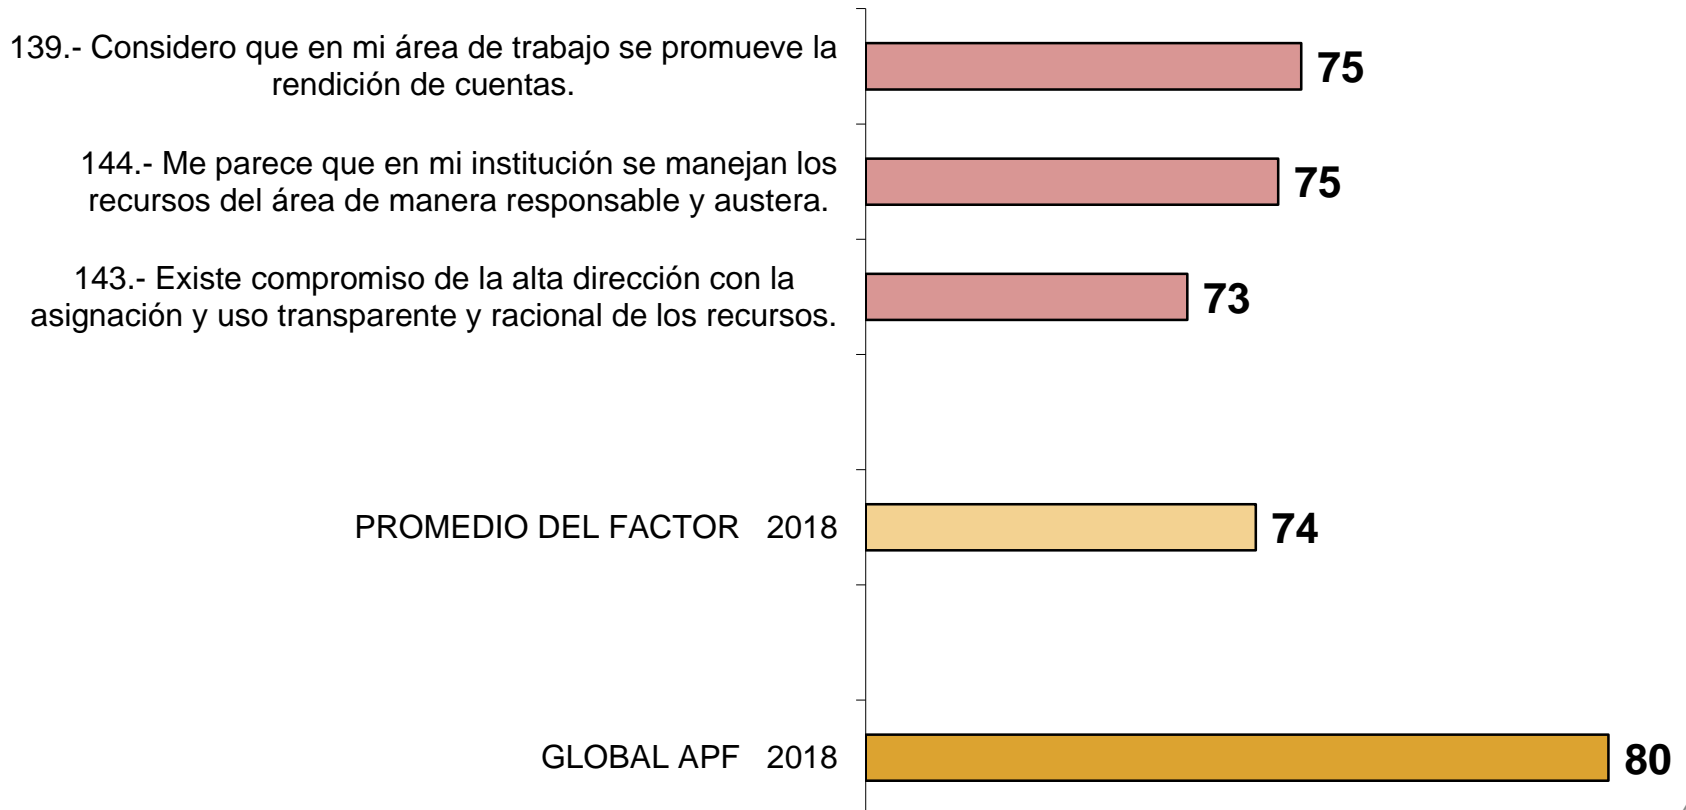 139.- Considero que en mi área de trabajo se promueve la
rendición de cuentas.
75
144.- Me parece que en mi institución se manejan los
recursos del área de manera responsable y austera.
75
143.- Existe compromiso de la alta dirección con la
asignación y uso transparente y racional de los recursos.
73
PROMEDIO DEL FACTOR 2018
74
GLOBAL APF 2018
80